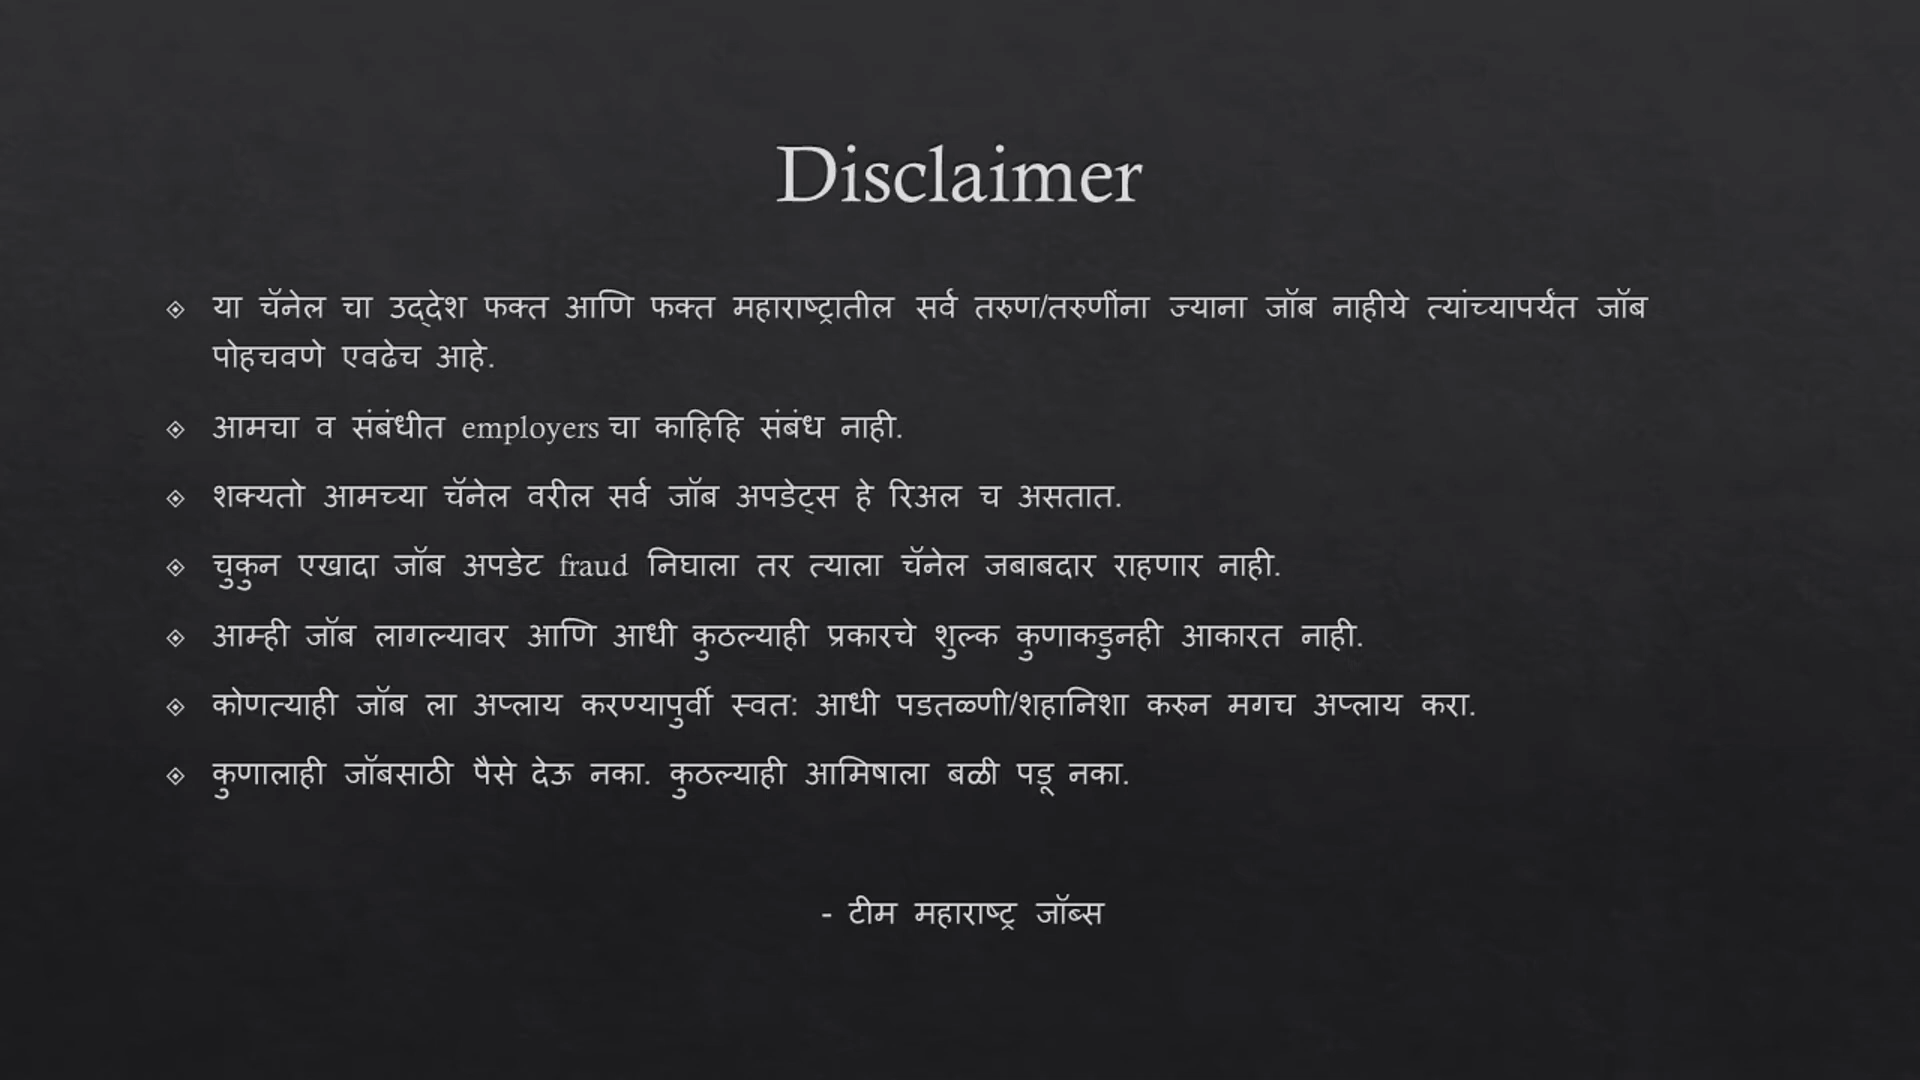 Disclaimer
या चॅनेल चा उद्देश फक्त आणि फक्त महाराष्ट्रातील सर्व तरुण/तरुणींना ज्याना जॉब नाहीये त्यांच्यापर्यंत जॉब
पोहचवणे एवढेच आहे.
आमचा व संबंधीत employers चा काहिहि संबंध नाही.
शक्यतो आमच्या चॅनेल वरील सर्व जॉब अपडेट्स हे रिअल च असतात.
चुकुन एखादा जॉब अपडेट fraud निघाला तर त्याला चॅनेल जबाबदार राहणार नाही.
आम्ही जॉब लागल्यावर आणि आधी कुठल्याही प्रकारचे शुल्क कुणाकडुनही आकारत नाही.
कोणत्याही जॉब ला अप्लाय करण्यापुर्वी स्वत: आधी पडतळणी/शहानिशा करुन मगच अप्लाय करा.
कुणालाही जॉबसाठी पैसे देऊ नका. कुठल्याही आमिषाला बळी पडू नका.
- टीम महाराष्ट्र जॉब्स